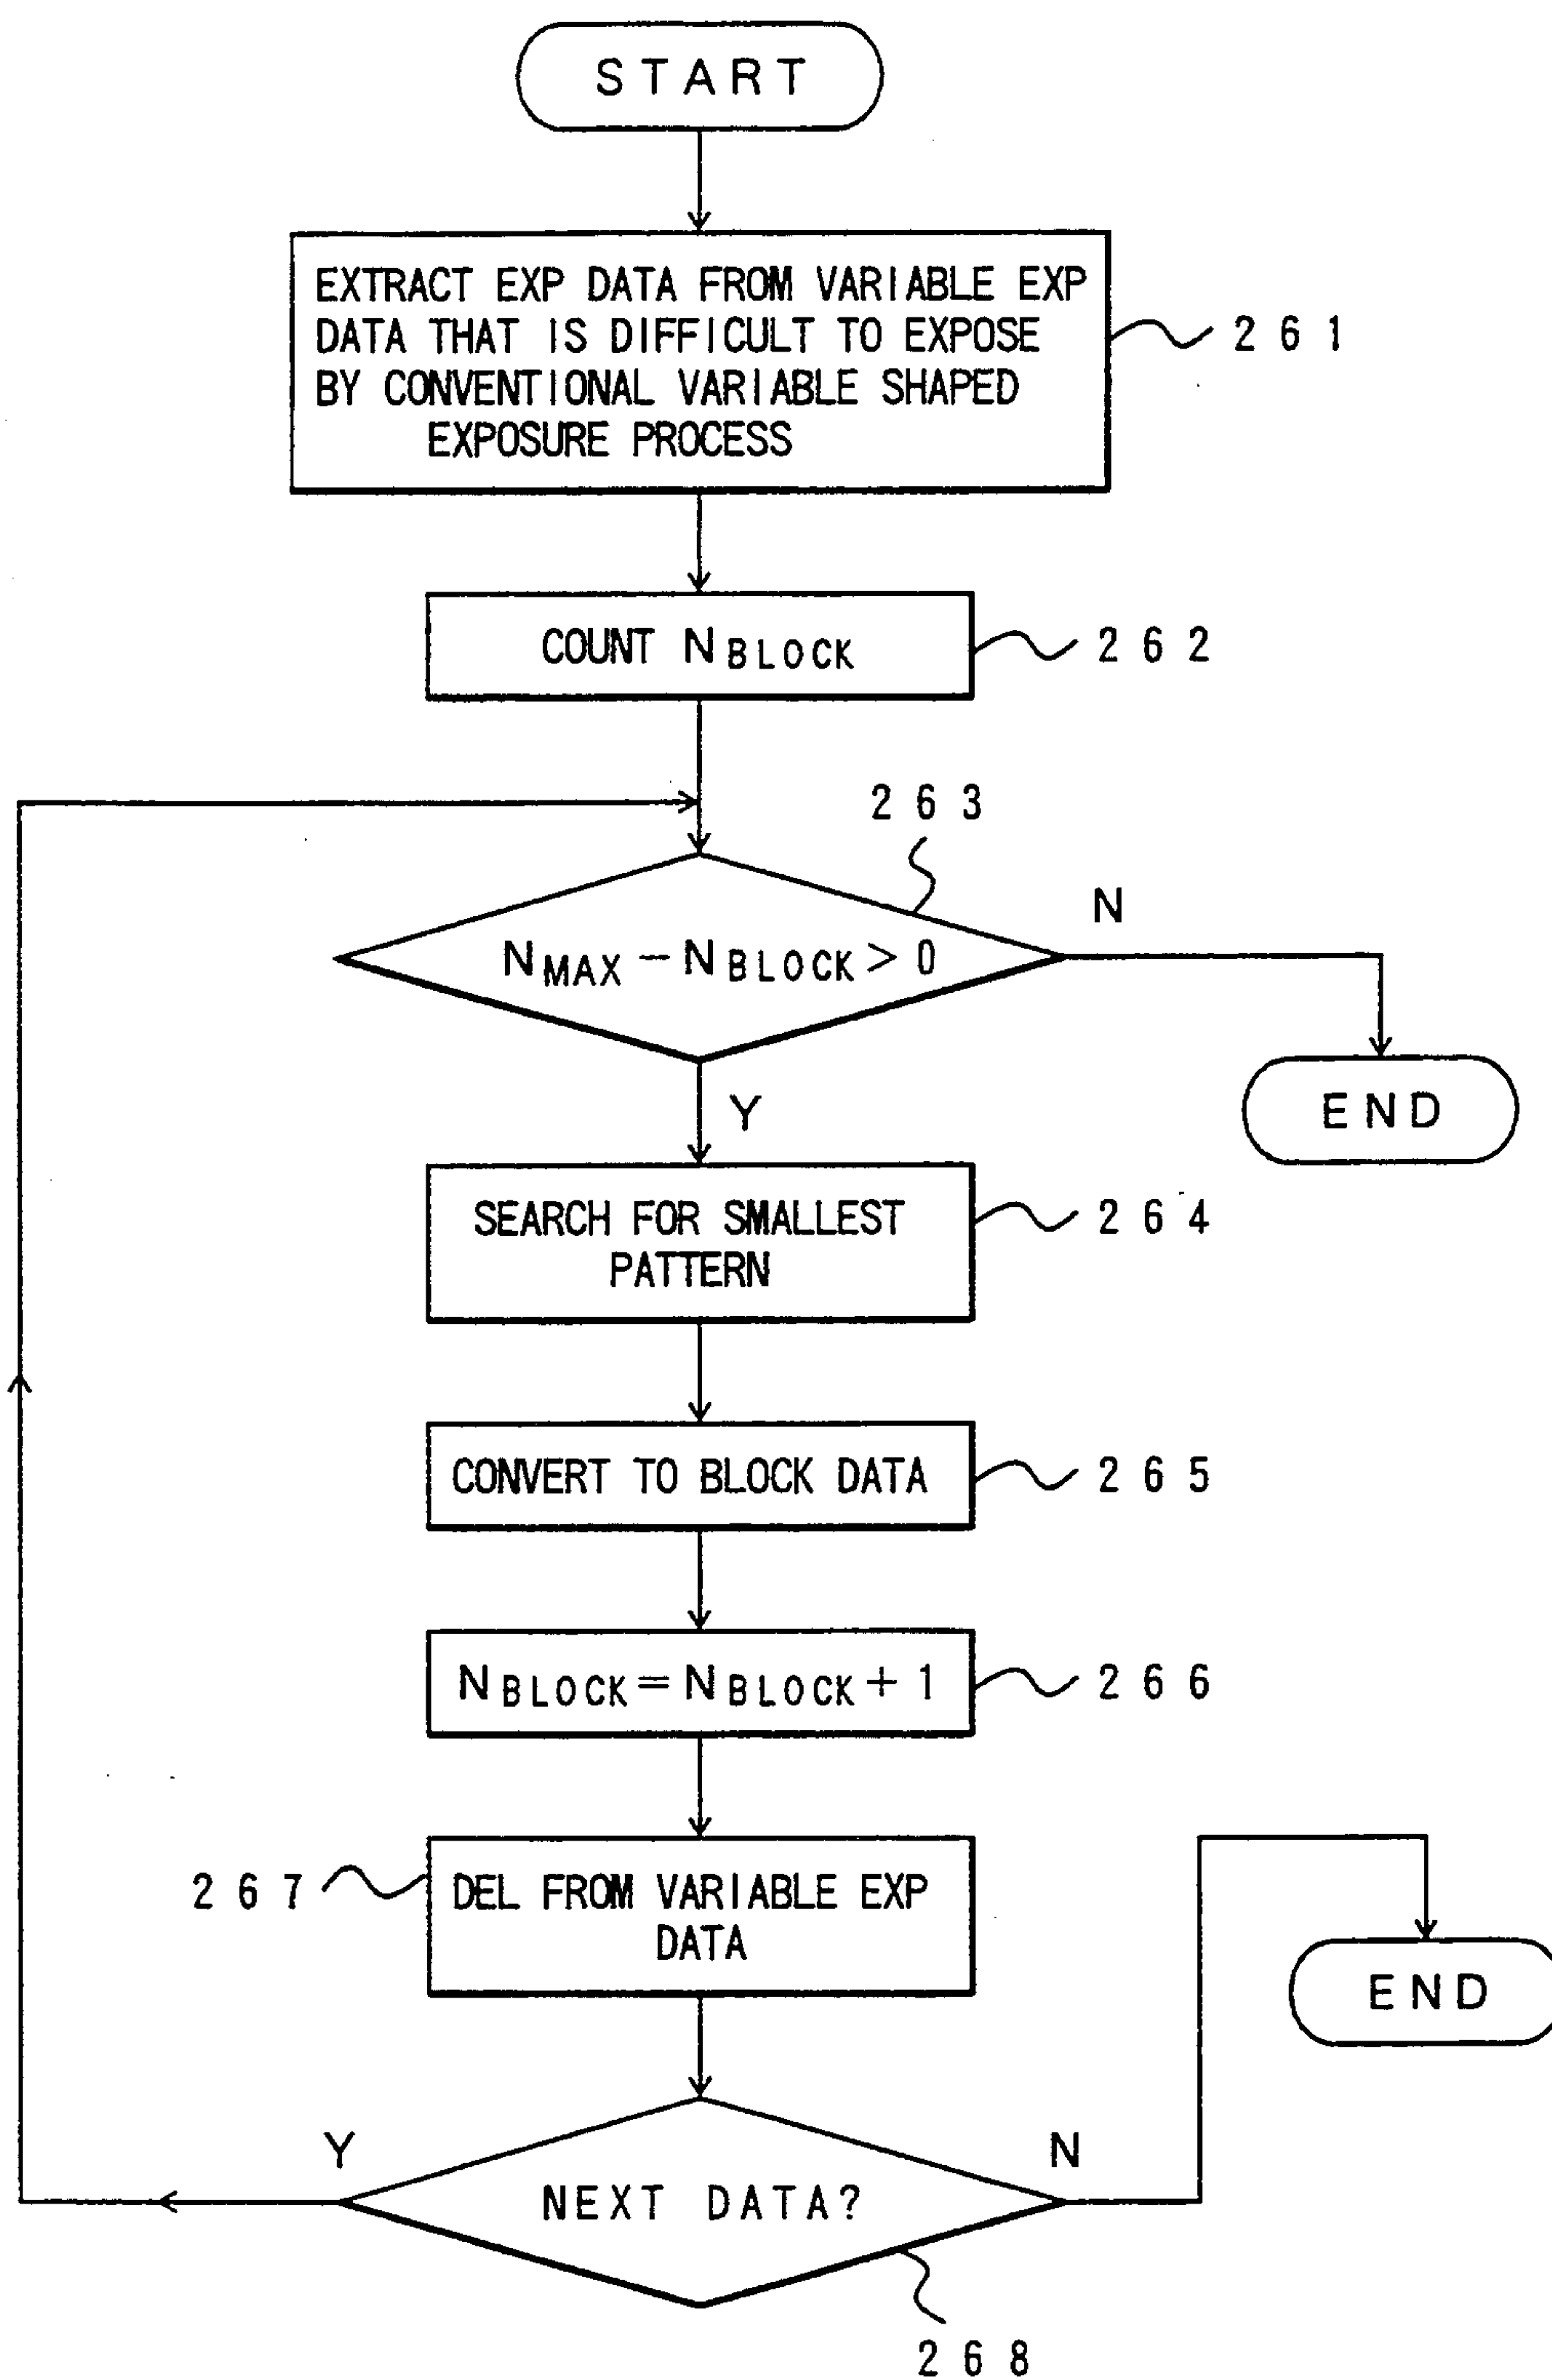 START
EXTRACT EXP DATA FROM VARIABLE EXP
DATA THAT IS DIFFICULT TO EXPOSE
BY CONVENTIONAL VARIABLE SHAPED
EXPOSURE PROCESS
261
COUNT NBLOCK
262
263
NMAX - NBLOCK > 0
N
END
Y
SEARCH FOR SMALLEST
PATTERN
264
CONVERT TO BLOCK DATA
265
NBLOCK = NBLOCK + 1
266
267
DEL FROM VARIABLE EXP
DATA
END
Y
N
NEXT DATA?
268